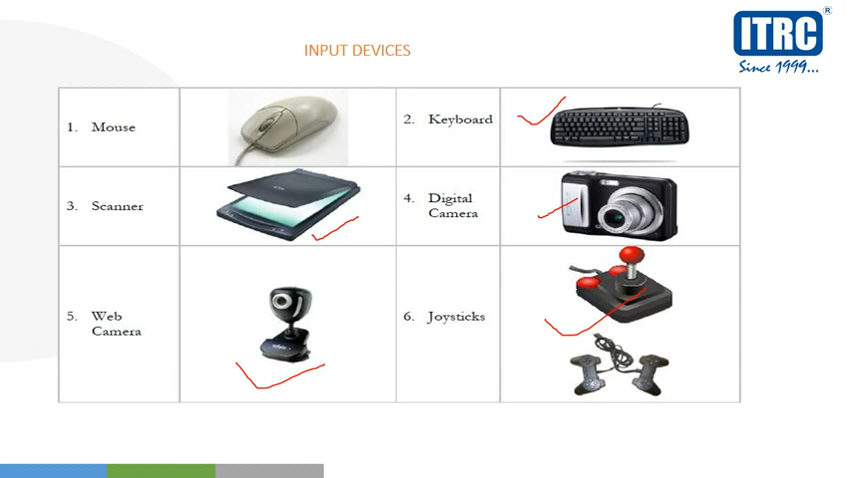 INPUT DEVICES
ITRC
®
Since 1999...
1. Mouse
2. Keyboard
3. Scanner
4. Digital
Camera
5. Web
Camera
6. Joysticks